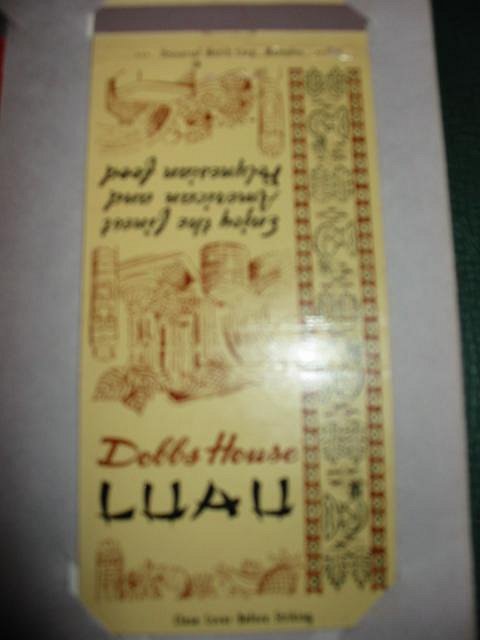 Enjoy the finest
American and
Polynesian food
Dobbs House
LUAU
Close Cover Before Striking